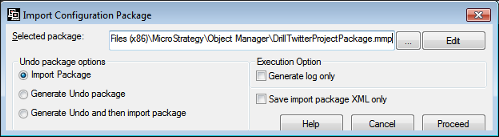 Import Configuration Package
Selected package: Files (x86)\MicroStrategy\Object Manager\DrillTwitterProjectPackage.mmp ... Edit
Undo package options
Execution Option
Import Package
Generate log only
Generate Undo package
Save import package XML only
Generate Undo and then import package
Help Cancel Proceed